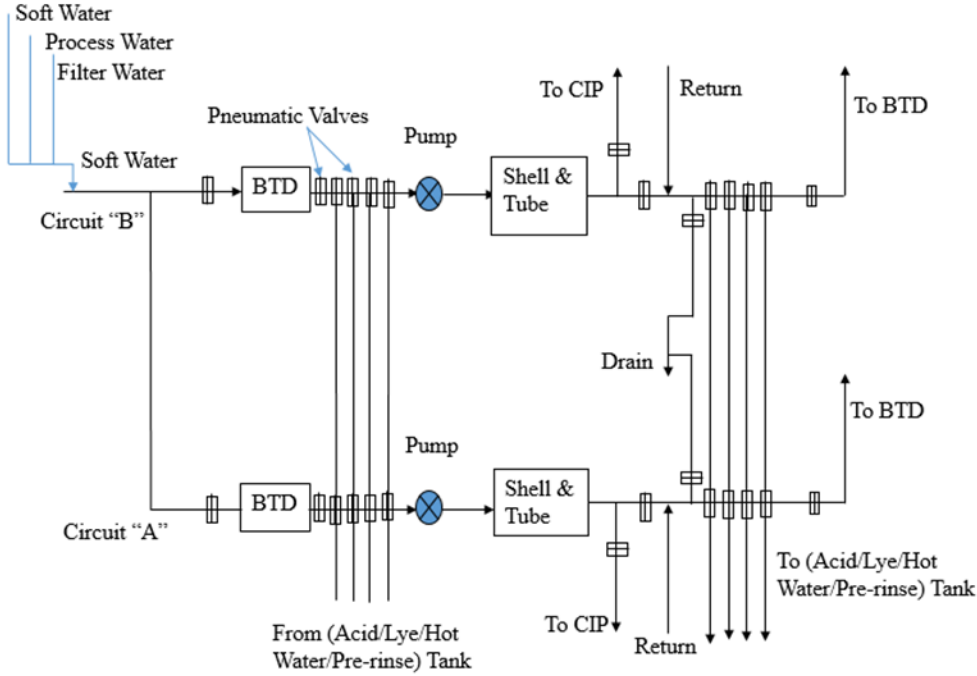 Soft Water
Process Water
Filter Water
Pneumatic Valves
Pump
To CIP
Return
To BTD
Soft Water
BTD
Shell &
Tube
Circuit “B”
Drain
To BTD
Pump
BTD
Shell &
Tube
Circuit “A”
To (Acid/Lye/Hot
Water/Pre-rinse) Tank
From (Acid/Lye/Hot
Water/Pre-rinse) Tank
To CIP
Return